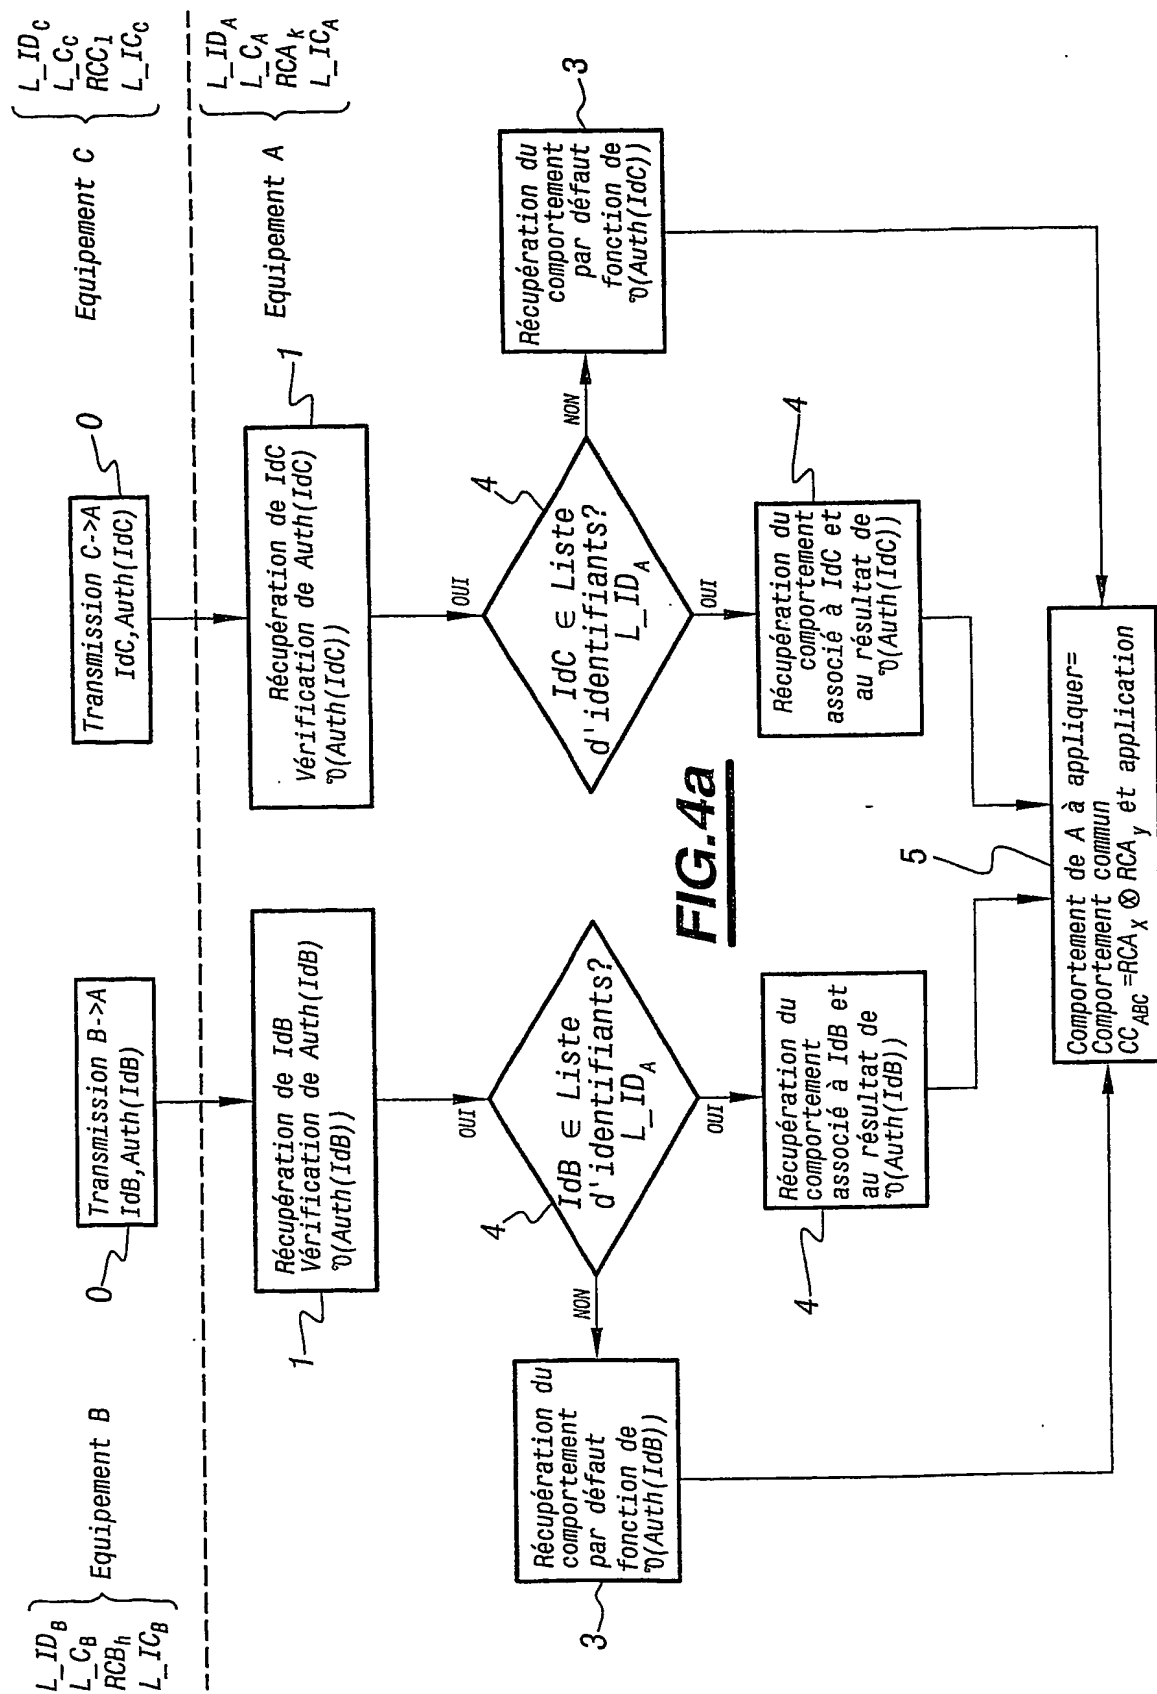 L_ID_B
L_C_B
RCB_h
L_IC_B
Equipement B
Equipement C
L_ID_C
L_C_C
RCC_l
L_IC_C
0
Transmission B->A
IdB,Auth(IdB)
Transmission C->A
IdC,Auth(IdC)
0
Equipement A
L_ID_A
L_C_A
RCA_k
L_IC_A
1
Récupération de IdB
Vérification de Auth(IdB)
𝒱(Auth(IdB))
Récupération de IdC
Vérification de Auth(IdC)
𝒱(Auth(IdC))
1
OUI
OUI
4
IdB ∈ Liste
d'identifiants?
L_ID_A
4
IdC ∈ Liste
d'identifiants?
L_ID_A
NON
NON
OUI
OUI
3
Récupération du
comportement
par défaut
fonction de
𝒱(Auth(IdB))
Récupération du
comportement
par défaut
fonction de
𝒱(Auth(IdC))
3
4
Récupération du
comportement
associé à IdB et
au résultat de
𝒱(Auth(IdB))
Récupération du
comportement
associé à IdC et
au résultat de
𝒱(Auth(IdC))
4
FIG.4a
5
Comportement de A à appliquer=
Comportement commun
CC_ABC =RCA_X ⊗ RCA_y et application